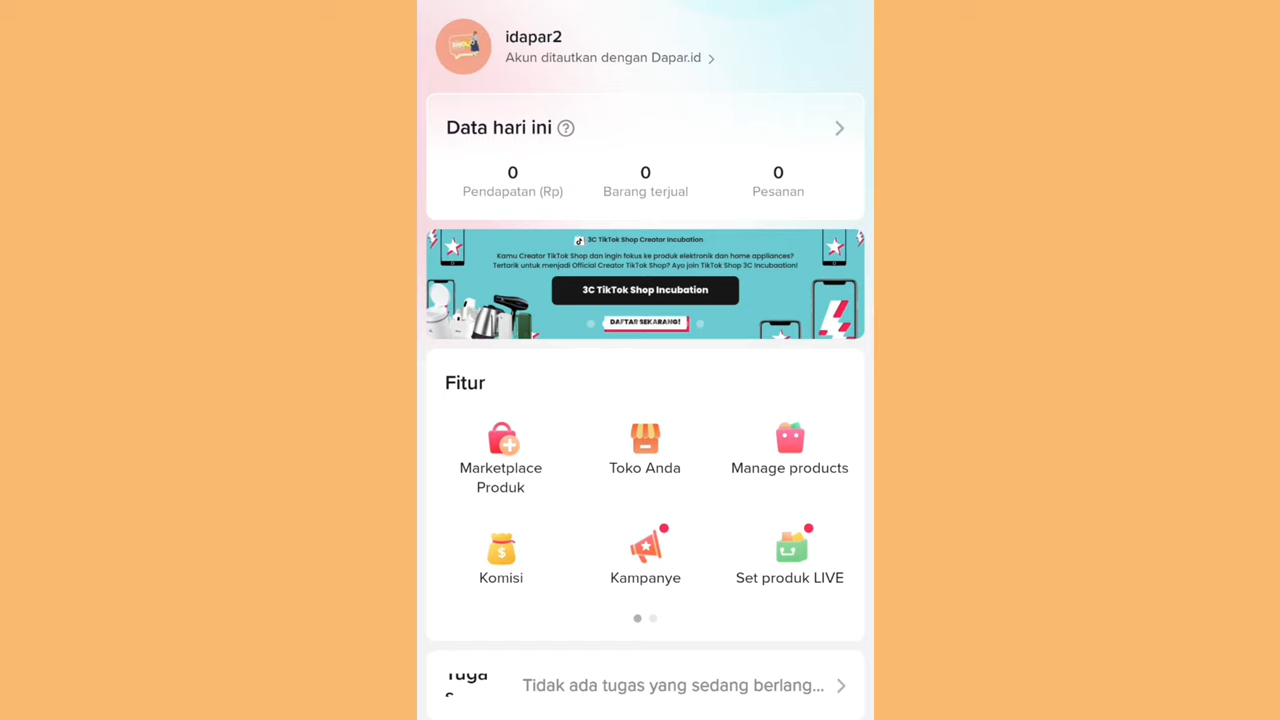 idapar2
Akun ditautkan dengan Dapar.id
Data hari ini
0
Pendapatan (Rp)
0
Barang terjual
0
Pesanan
3C TikTok Shop Creator Incubation
Kamu Creator TikTok Shop dan ingin fokus ke produk elektronik dan home appliances?
Tertarik untuk menjadi Official Creator TikTok Shop? Ayo join TikTok Shop 3C Incubaation!
3C TikTok Shop Incubation
DAFTAR SEKARANG!
Fitur
Marketplace
Produk
Toko Anda
Manage products
Komisi
Kampanye
Set produk LIVE
Tuga
s
Tidak ada tugas yang sedang berlang...